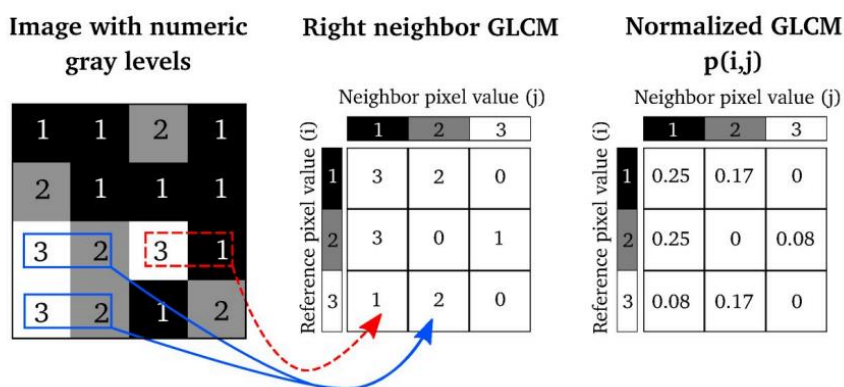 Image with numeric
gray levels
1 1 2 1
2 1 1 1
3 2 3 1
3 2 1 2
Right neighbor GLCM
Neighbor pixel value (j)
Reference pixel value (i)
1 2 3
1 3 2 0
2 3 0 1
3 1 2 0
Normalized GLCM
p(i,j)
Neighbor pixel value (j)
Reference pixel value (i)
1 2 3
1 0.25 0.17 0
2 0.25 0 0.08
3 0.08 0.17 0